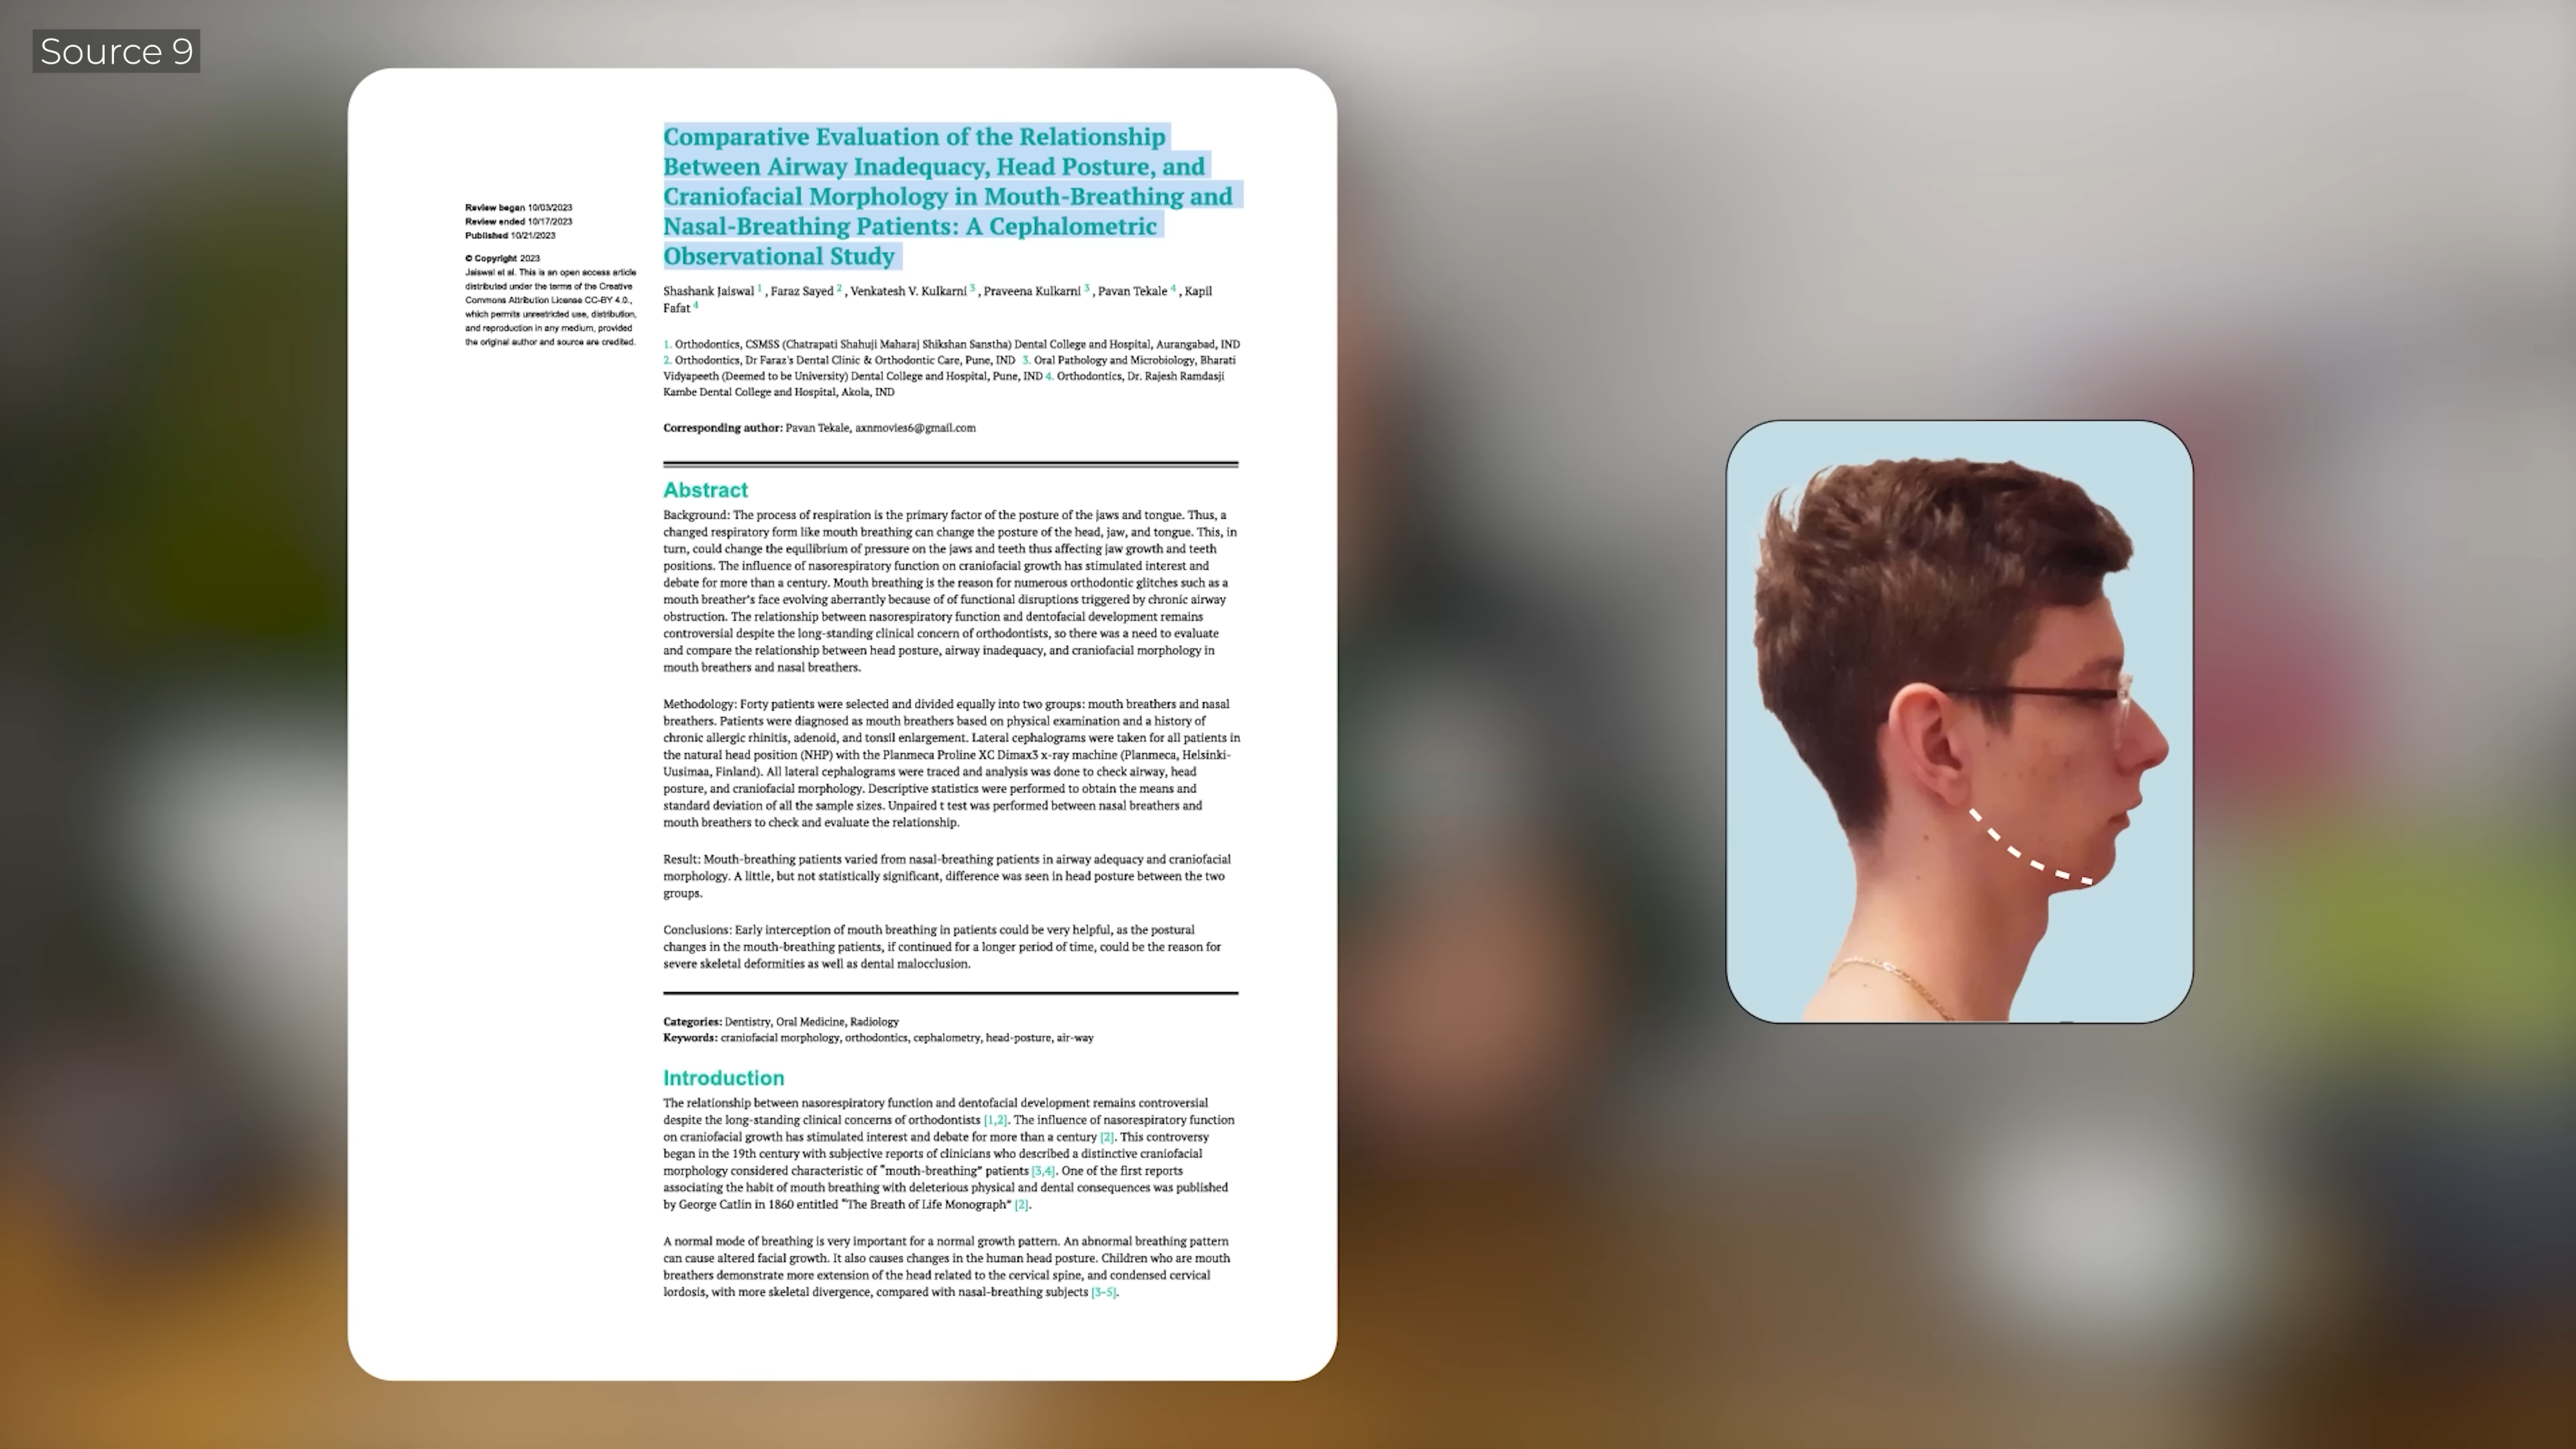 Source 9
Comparative Evaluation of the Relationship
Between Airway Inadequacy, Head Posture, and
Craniofacial Morphology in Mouth-Breathing and
Nasal-Breathing Patients: A Cephalometric
Observational Study
Review began 10/03/2023
Review ended 10/17/2023
Published 10/21/2023
© Copyright 2023
Jaiswal et al. This is an open access article
distributed under the terms of the Creative
Commons Attribution License CC-BY 4.0.,
which permits unrestricted use, distribution,
and reproduction in any medium, provided
the original author and source are credited.
Shashank Jaiswal 1 , Faraz Sayed 2 , Venkatesh V. Kulkarni 3 , Praveena Kulkarni 3 , Pavan Tekale 4 , Kapil
Fafat 4
1. Orthodontics, CSMSS (Chatrapati Shahuji Maharaj Shikshan Sanstha) Dental College and Hospital, Aurangabad, IND
2. Orthodontics, Dr Faraz's Dental Clinic & Orthodontic Care, Pune, IND 3. Oral Pathology and Microbiology, Bharati
Vidyapeeth (Deemed to be University) Dental College and Hospital, Pune, IND 4. Orthodontics, Dr. Rajesh Ramdasji
Kambe Dental College and Hospital, Akola, IND
Corresponding author: Pavan Tekale, axnmovies6@gmail.com
Abstract
Background: The process of respiration is the primary factor of the posture of the jaws and tongue. Thus, a
changed respiratory form like mouth breathing can change the posture of the head, jaw, and tongue. This, in
turn, could change the equilibrium of pressure on the jaws and teeth thus affecting jaw growth and teeth
positions. The influence of nasorespiratory function on craniofacial growth has stimulated interest and
debate for more than a century. Mouth breathing is the reason for numerous orthodontic glitches such as a
mouth breather's face evolving aberrantly because of of functional disruptions triggered by chronic airway
obstruction. The relationship between nasorespiratory function and dentofacial development remains
controversial despite the long-standing clinical concern of orthodontists, so there was a need to evaluate
and compare the relationship between head posture, airway inadequacy, and craniofacial morphology in
mouth breathers and nasal breathers.
Methodology: Forty patients were selected and divided equally into two groups: mouth breathers and nasal
breathers. Patients were diagnosed as mouth breathers based on physical examination and a history of
chronic allergic rhinitis, adenoid, and tonsil enlargement. Lateral cephalograms were taken for all patients in
the natural head position (NHP) with the Planmeca Proline XC Dimax3 x-ray machine (Planmeca, Helsinki-
Uusimaa, Finland). All lateral cephalograms were traced and analysis was done to check airway, head
posture, and craniofacial morphology. Descriptive statistics were performed to obtain the means and
standard deviation of all the sample sizes. Unpaired t test was performed between nasal breathers and
mouth breathers to check and evaluate the relationship.
Result: Mouth-breathing patients varied from nasal-breathing patients in airway adequacy and craniofacial
morphology. A little, but not statistically significant, difference was seen in head posture between the two
groups.
Conclusions: Early interception of mouth breathing in patients could be very helpful, as the postural
changes in the mouth-breathing patients, if continued for a longer period of time, could be the reason for
severe skeletal deformities as well as dental malocclusion.
Categories: Dentistry, Oral Medicine, Radiology
Keywords: craniofacial morphology, orthodontics, cephalometry, head-posture, air-way
Introduction
The relationship between nasorespiratory function and dentofacial development remains controversial
despite the long-standing clinical concerns of orthodontists [1,2]. The influence of nasorespiratory function
on craniofacial growth has stimulated interest and debate for more than a century [2]. This controversy
began in the 19th century with subjective reports of clinicians who described a distinctive craniofacial
morphology considered characteristic of "mouth-breathing" patients [3,4]. One of the first reports
associating the habit of mouth breathing with deleterious physical and dental consequences was published
by George Catlin in 1860 entitled "The Breath of Life Monograph" [2].
A normal mode of breathing is very important for a normal growth pattern. An abnormal breathing pattern
can cause altered facial growth. It also causes changes in the human head posture. Children who are mouth
breathers demonstrate more extension of the head related to the cervical spine, and condensed cervical
lordosis, with more skeletal divergence, compared with nasal-breathing subjects [3-5].